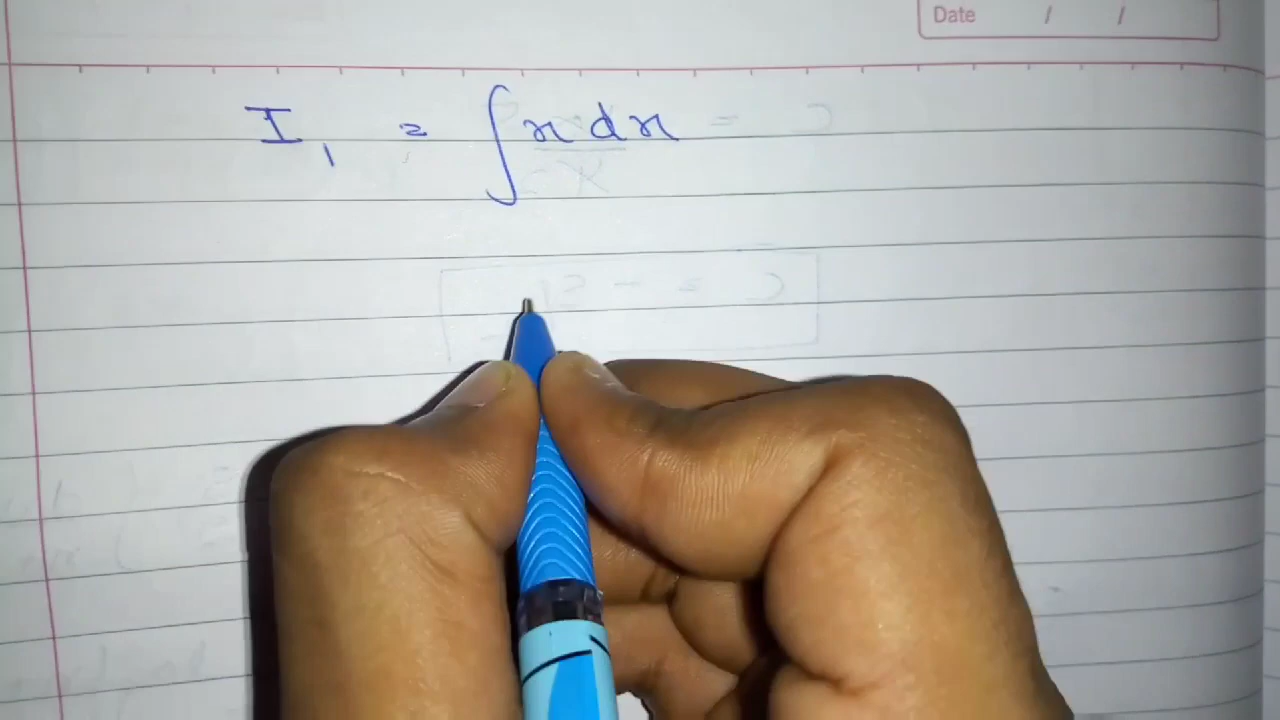 Date / /
I₁ = ∫ x dx